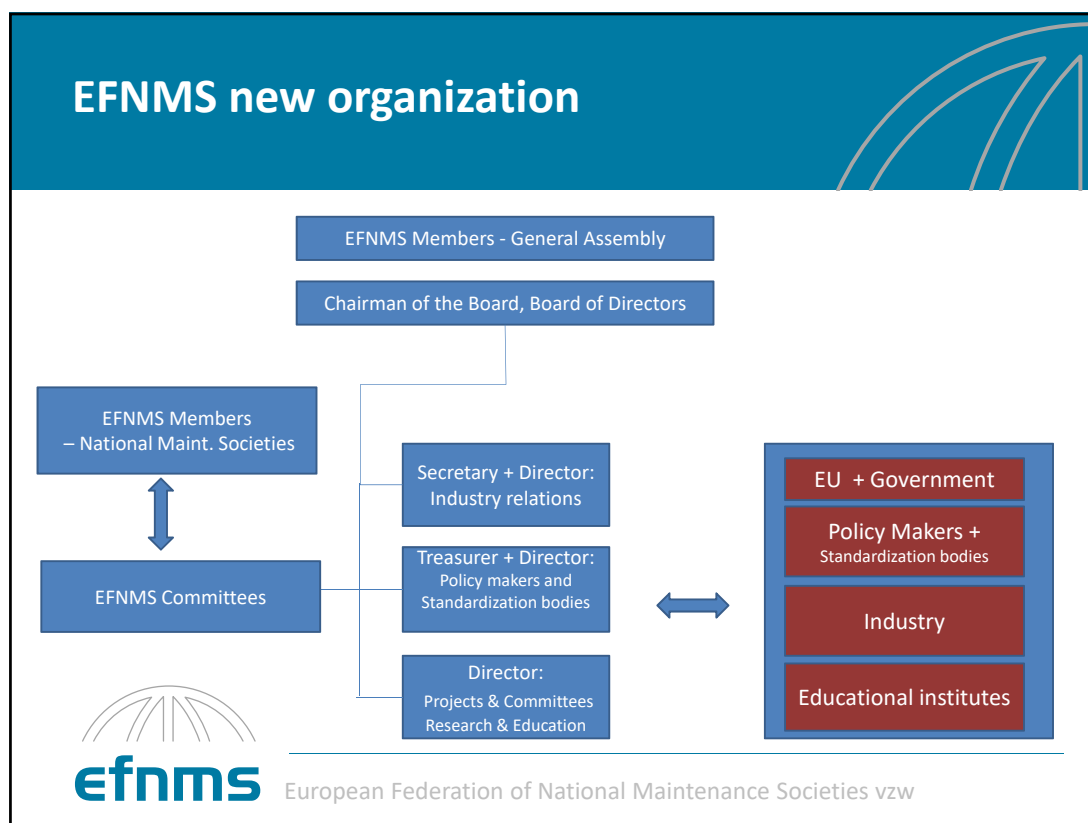 EFNMS new organization
EFNMS Members - General Assembly
Chairman of the Board, Board of Directors
EFNMS Members
– National Maint. Societies
EFNMS Committees
Secretary + Director:
Industry relations
Treasurer + Director:
Policy makers and
Standardization bodies
Director:
Projects & Committees
Research & Education
EU + Government
Policy Makers +
Standardization bodies
Industry
Educational institutes
efnms
European Federation of National Maintenance Societies vzw